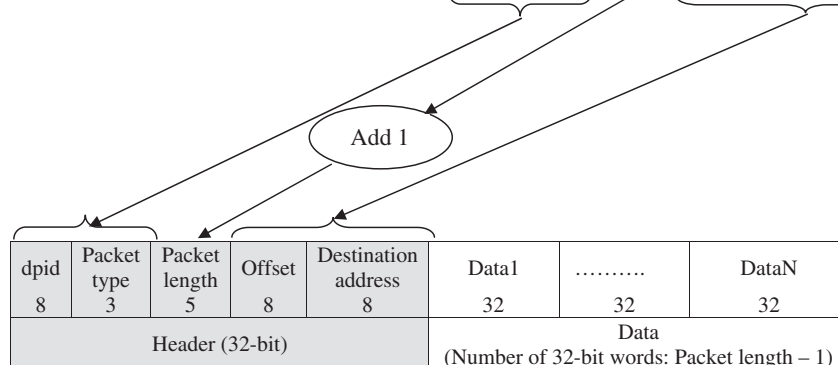 Add 1
dpid
8
Packet
type
3
Packet
length
5
Offset
8
Destination
address
8
Data1
32
..........
32
DataN
32
Header (32-bit)
Data
(Number of 32-bit words: Packet length – 1)